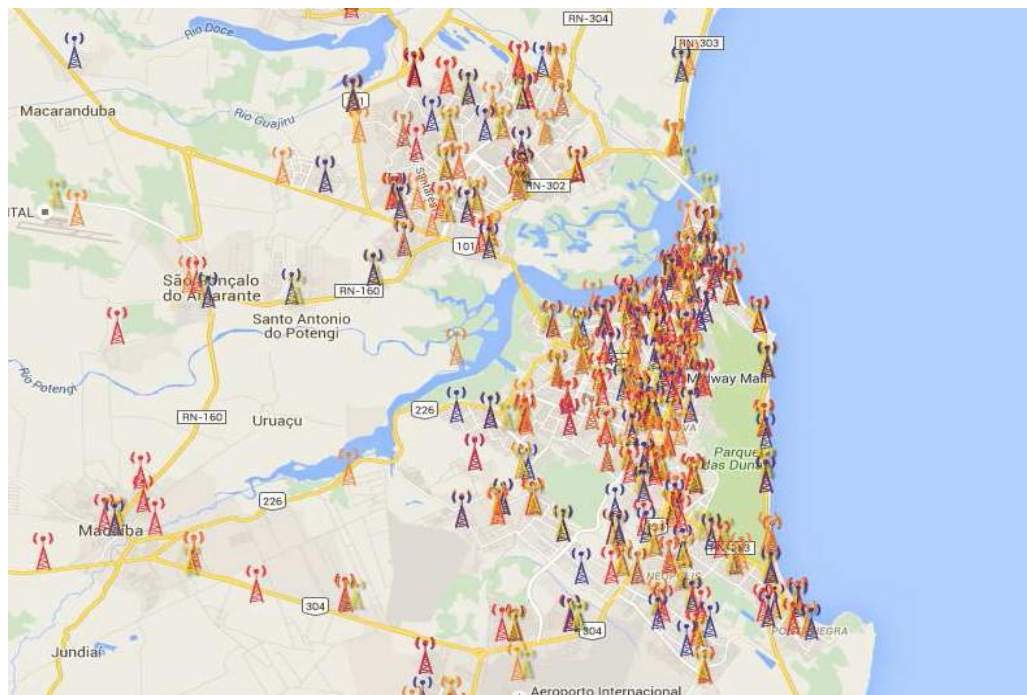 RN-304
Rio Doce
RN-303
Macaranduba
Rio Guajiru
RN-302
101
São Gonçalo
do Amarante
RN-160
Santo Antonio
do Potengi
Rio Potengi
Midway Mall
RN-160
226
Uruaçu
Parque
das Dunas
226
304
304
Jundiaí
Aeroporto Internacional